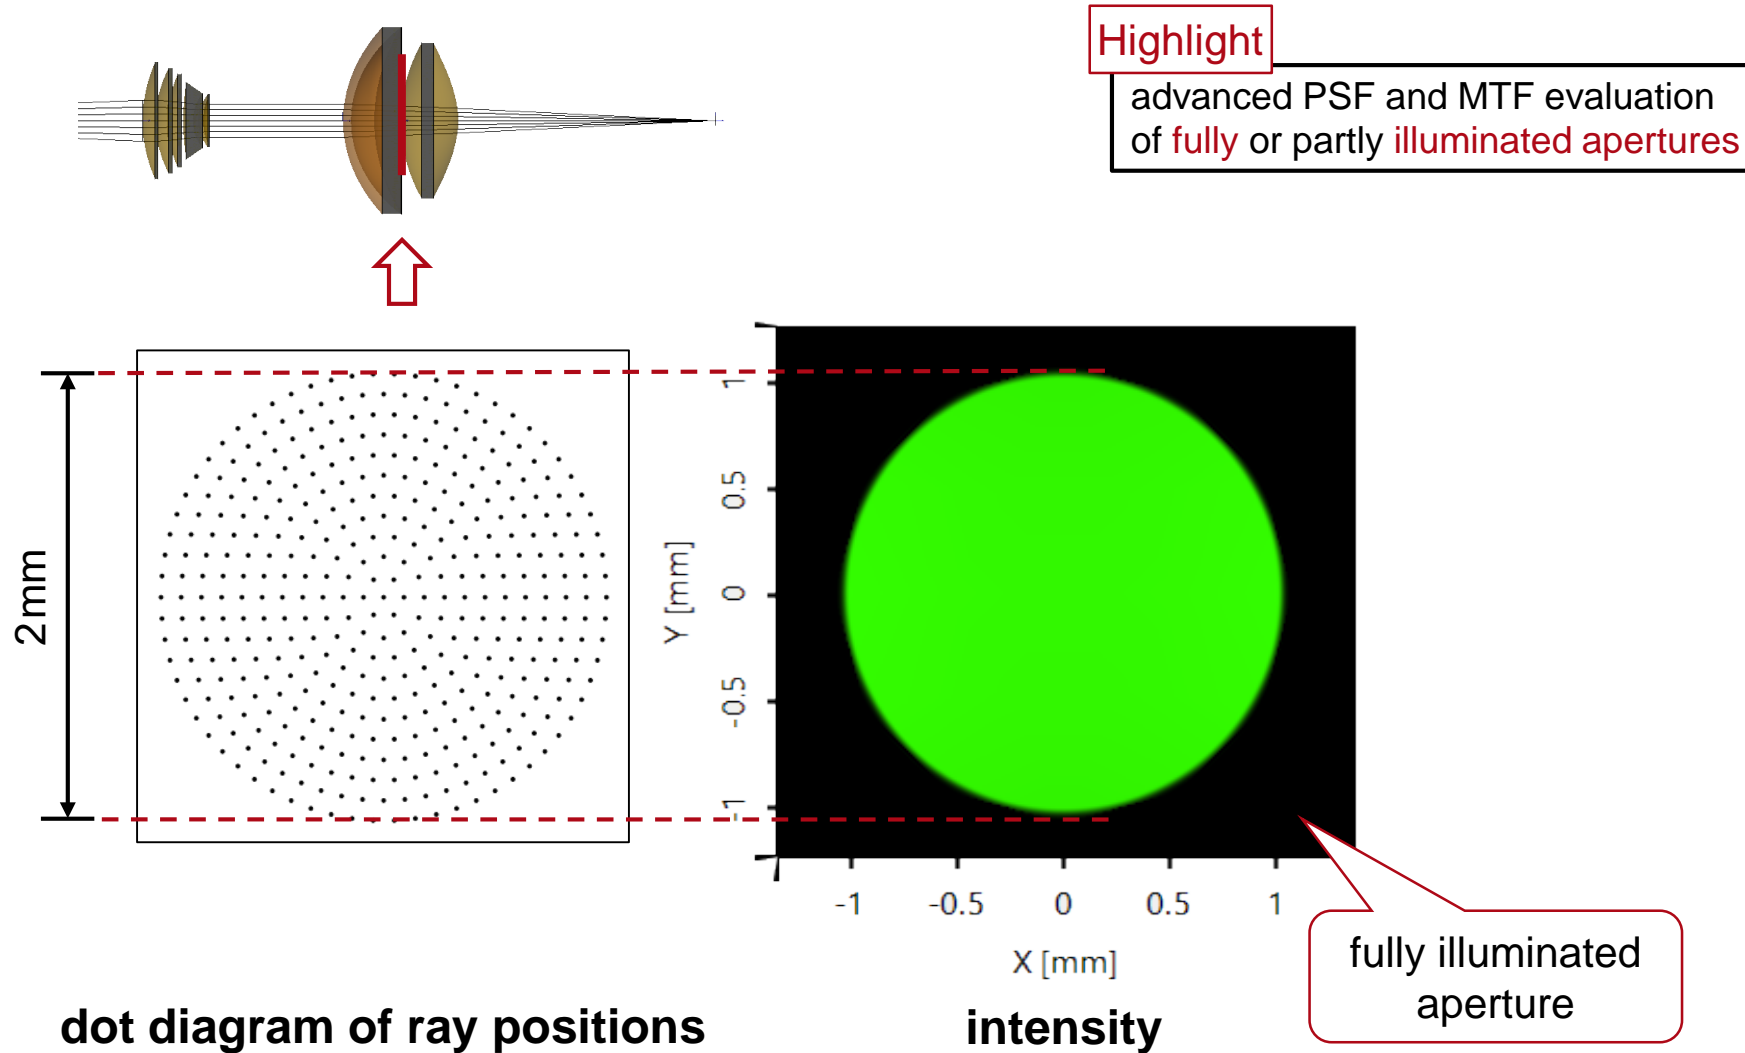 Highlight
advanced PSF and MTF evaluation
of fully or partly illuminated apertures
2mm
Y [mm]
1
0.5
0
-0.5
-1
-1
-0.5
0
0.5
1
X [mm]
fully illuminated
aperture
dot diagram of ray positions
intensity